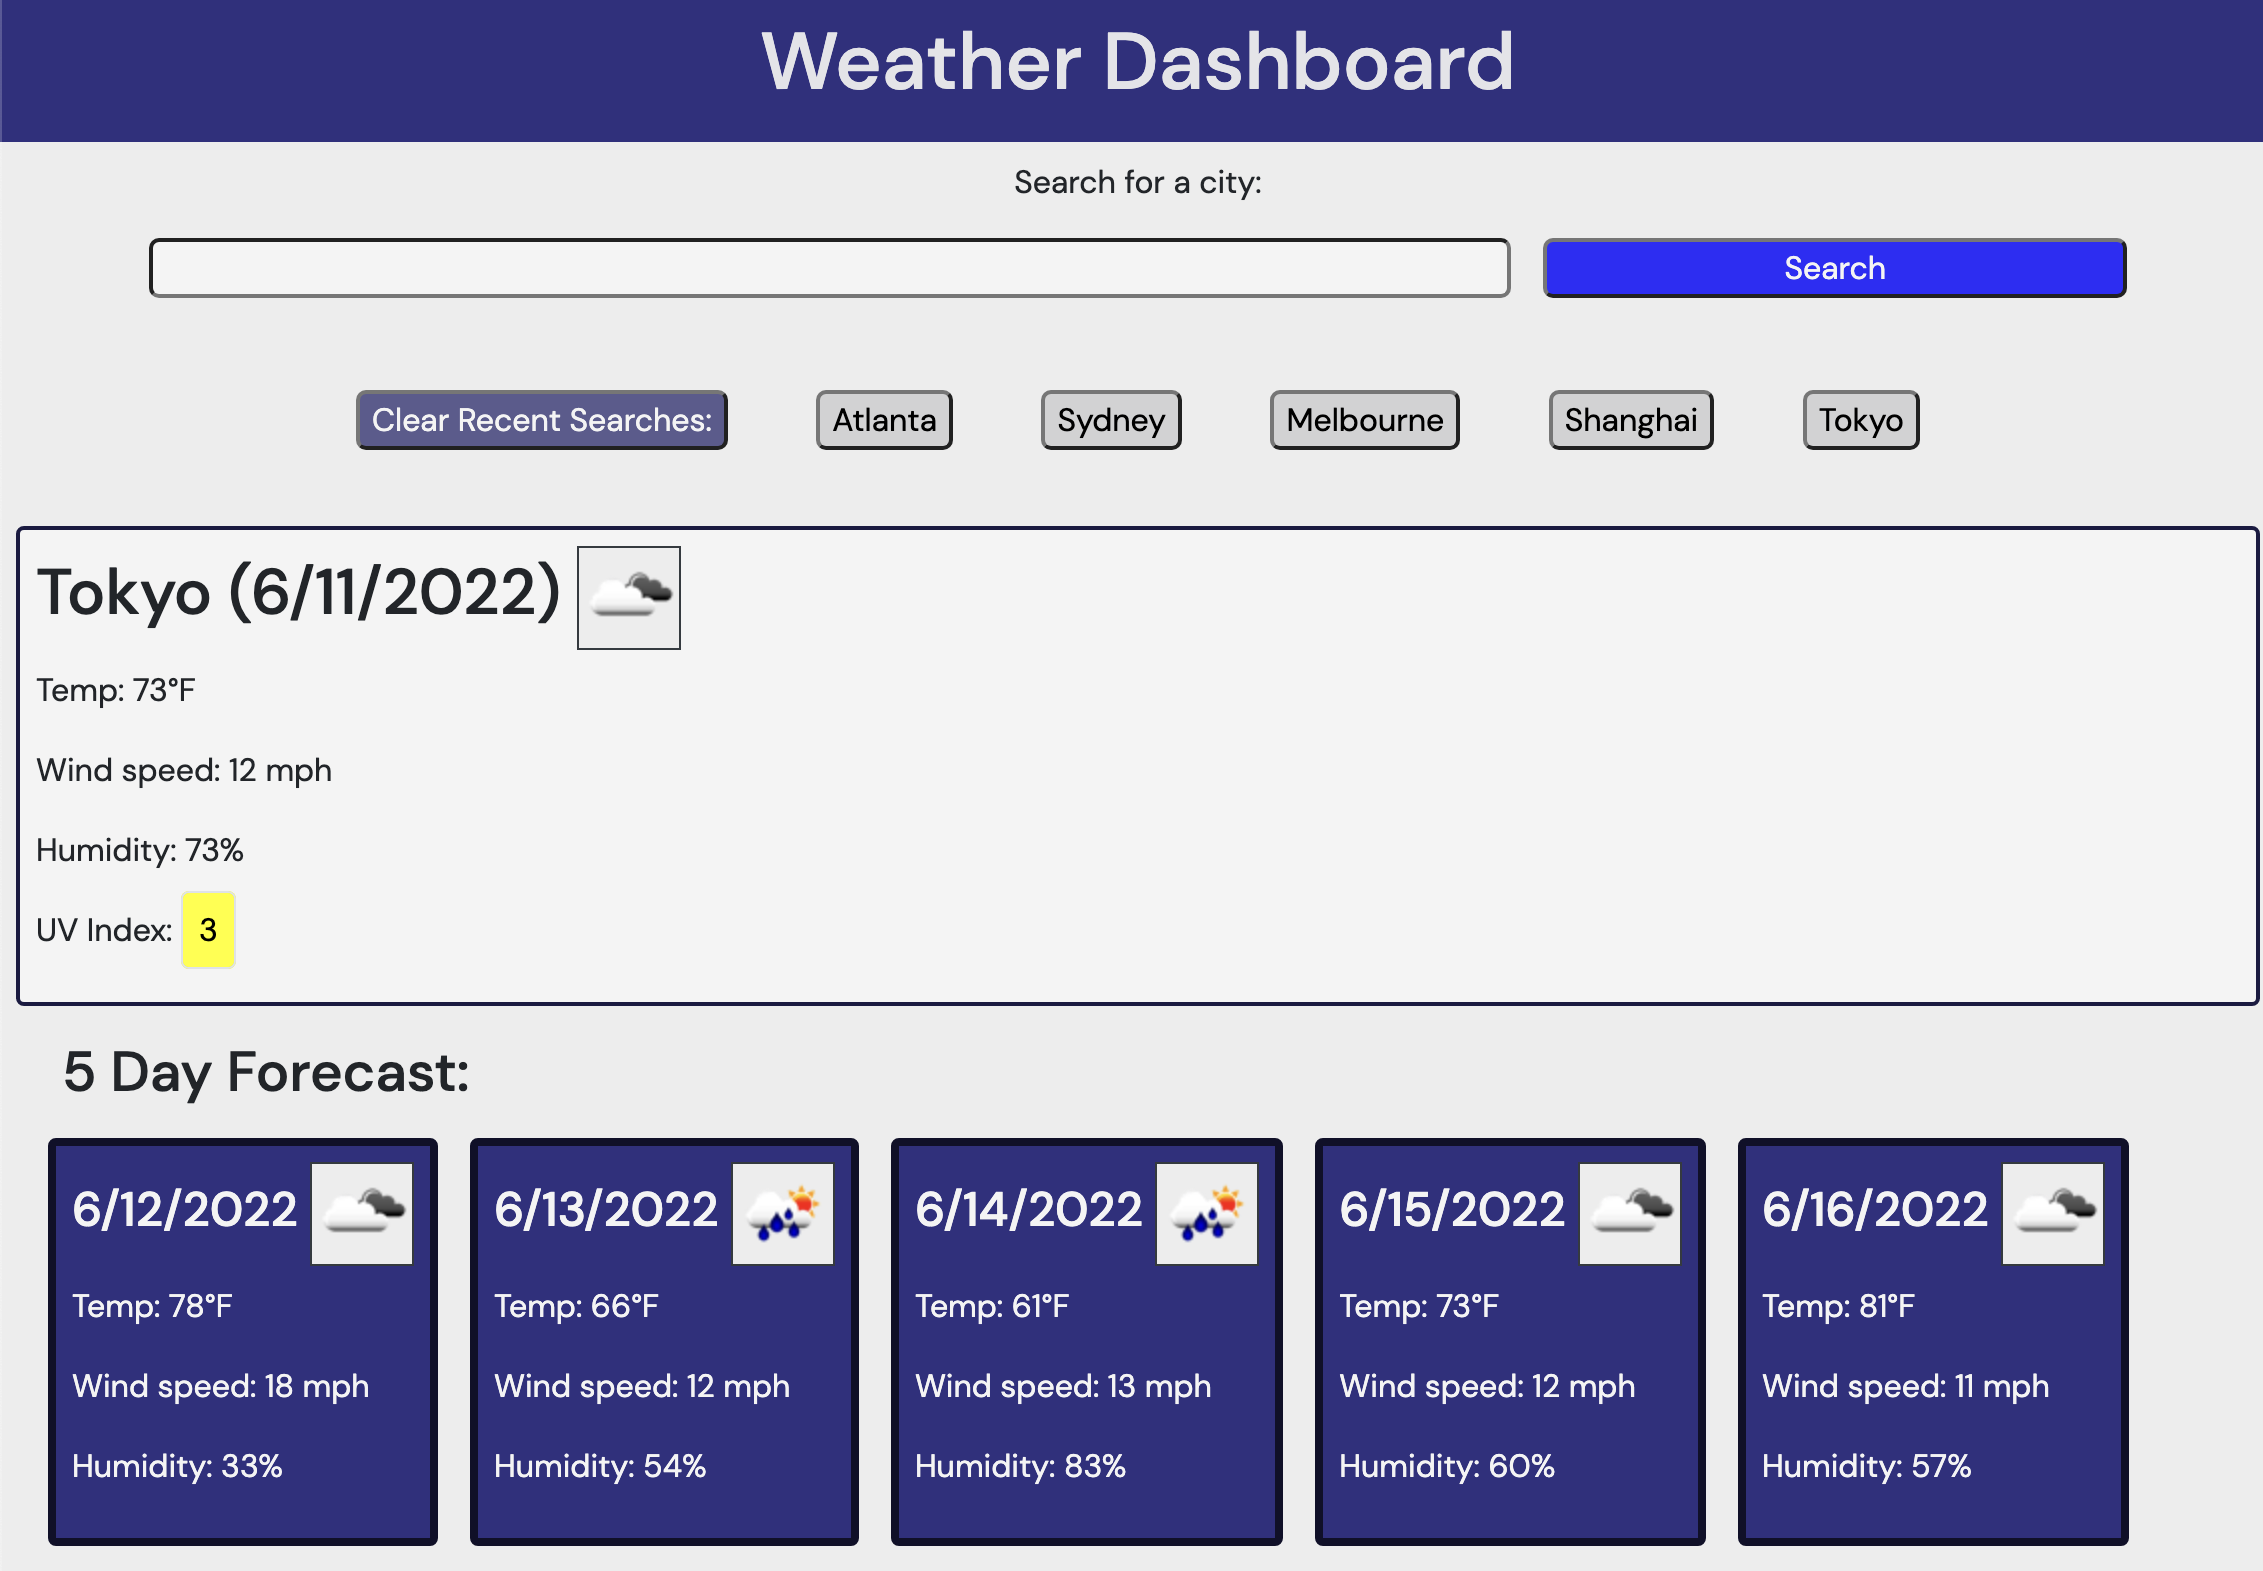 Weather Dashboard
Search for a city:
Search
Clear Recent Searches: Atlanta Sydney Melbourne Shanghai Tokyo
Tokyo (6/11/2022)
Temp: 73°F
Wind speed: 12 mph
Humidity: 73%
UV Index: 3
5 Day Forecast:
6/12/2022
Temp: 78°F
Wind speed: 18 mph
Humidity: 33%
6/13/2022
Temp: 66°F
Wind speed: 12 mph
Humidity: 54%
6/14/2022
Temp: 61°F
Wind speed: 13 mph
Humidity: 83%
6/15/2022
Temp: 73°F
Wind speed: 12 mph
Humidity: 60%
6/16/2022
Temp: 81°F
Wind speed: 11 mph
Humidity: 57%